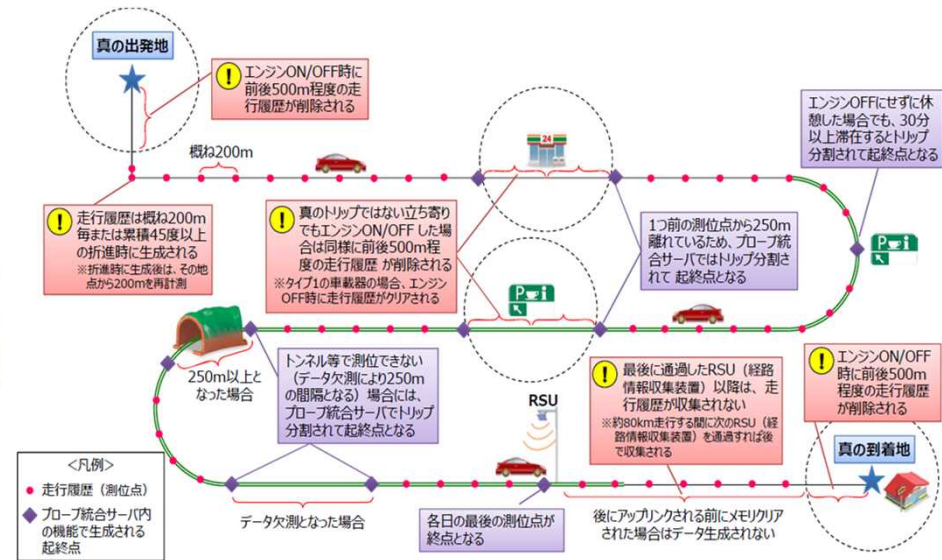 真の出発地
! エンジンON/OFF時に
前後500m程度の走
行履歴が削除される
概ね200m
24
エンジンOFFにせずに休
憩した場合でも、30分
以上滞在するとトリップ
分割されて起終点となる
! 走行履歴は概ね200m
毎または累積45度以上
の折進時に生成される
※折進時に生成後は、その地
点から200mを再計測
! 真のトリップではない立ち寄り
でもエンジンON/OFF した場
合は同様に前後500m程
度の走行履歴 が削除される
※タイプ1の車載器の場合、エンジン
OFF時に走行履歴がクリアされる
1つ前の測位点から250m
離れているため、プローブ統
合サーバではトリップ分割さ
れて 起終点となる
P i
P i
250m以上と
なった場合
トンネル等で測位できない
(データ欠測により250m
の間隔となる)場合には、
プローブ統合サーバでトリップ
分割されて起終点となる
RSU
! 最後に通過したRSU(経路
情報収集装置)以降は、走
行履歴が収集されない
※約80km走行する間に次のRSU(経
路情報収集装置)を通過すれば後
で収集される
! エンジンON/OFF
時に前後500m
程度の走行履歴
が削除される
真の到着地
<凡例>
走行履歴(測位点)
プローブ統合サーバ内
の機能で生成される
起終点
データ欠測となった場合
各日の最後の測位点が
終点となる
後にアップリンクされる前にメモリクリア
された場合はデータ生成されない